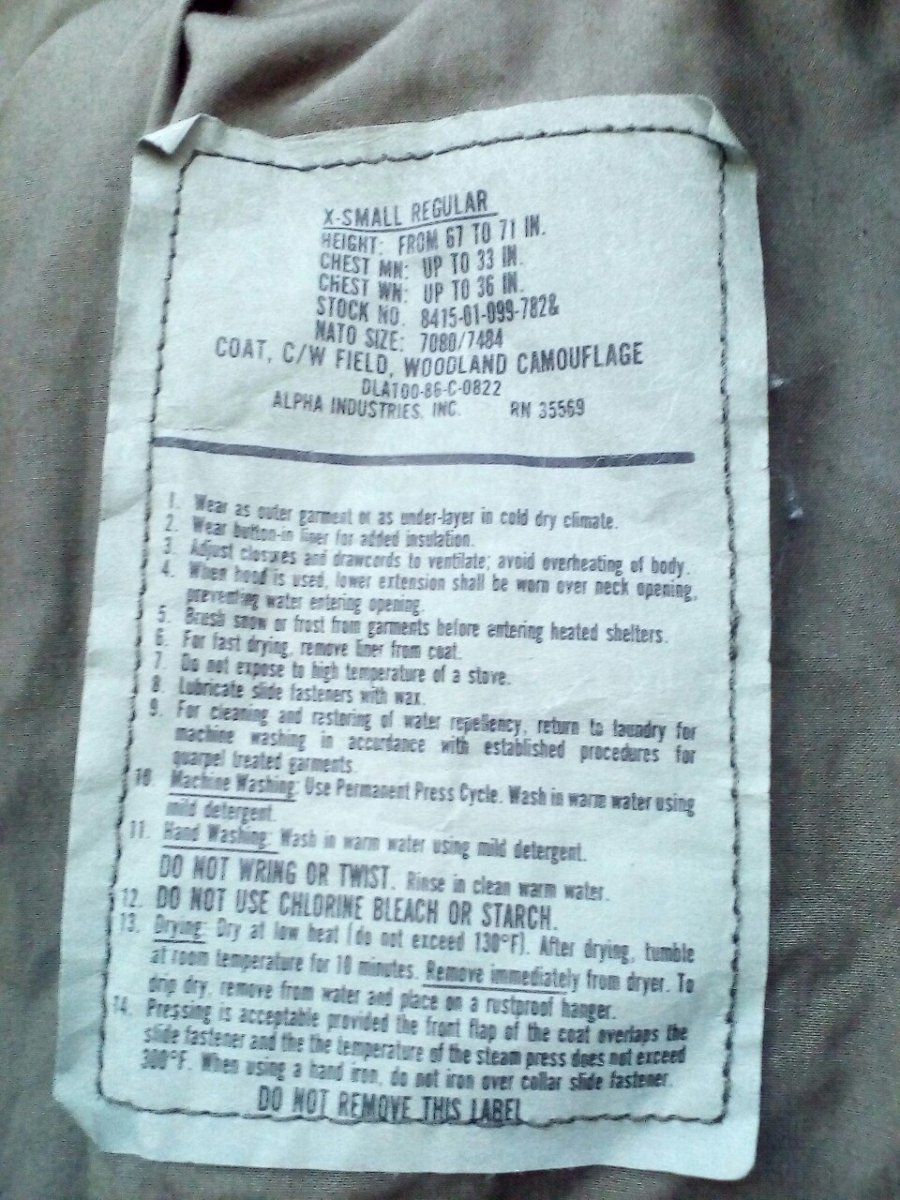 X-SMALL REGULAR
HEIGHT: FROM 67 TO 71 IN.
CHEST MN: UP TO 33 IN.
CHEST WN: UP TO 36 IN.
STOCK NO. 8415-01-099-782&
NATO SIZE: 7080/7484
COAT, C/W FIELD, WOODLAND CAMOUFLAGE
DLA100-86-C-0822
ALPHA INDUSTRIES, INC. RN 35569
1. Wear as outer garment or as under-layer in cold dry climate.
2. Wear button-in liner for added insulation.
3. Adjust closures and drawcords to ventilate; avoid overheating of body.
4. When hood is used, lower extension shall be worn over neck opening,
preventing water entering opening.
5. Brush snow or frost from garments before entering heated shelters.
6. For fast drying, remove liner from coat.
7. Do not expose to high temperature of a stove.
8. Lubricate slide fasteners with wax.
9. For cleaning and restoring of water repellency, return to laundry for
machine washing in accordance with established procedures for
quarpel treated garments.
10. Machine Washing: Use Permanent Press Cycle. Wash in warm water using
mild detergent.
11. Hand Washing: Wash in warm water using mild detergent.
DO NOT WRING OR TWIST. Rinse in clean warm water.
12. DO NOT USE CHLORINE BLEACH OR STARCH.
13. Drying: Dry at low heat (do not exceed 130°F). After drying, tumble
at room temperature for 10 minutes. Remove immediately from dryer. To
drip dry, remove from water and place on a rustproof hanger.
14. Pressing is acceptable provided the front flap of the coat overlaps the
slide fastener and the the temperature of the steam press does not exceed
300°F. When using a hand iron, do not iron over collar slide fastener.
DO NOT REMOVE THIS LABEL